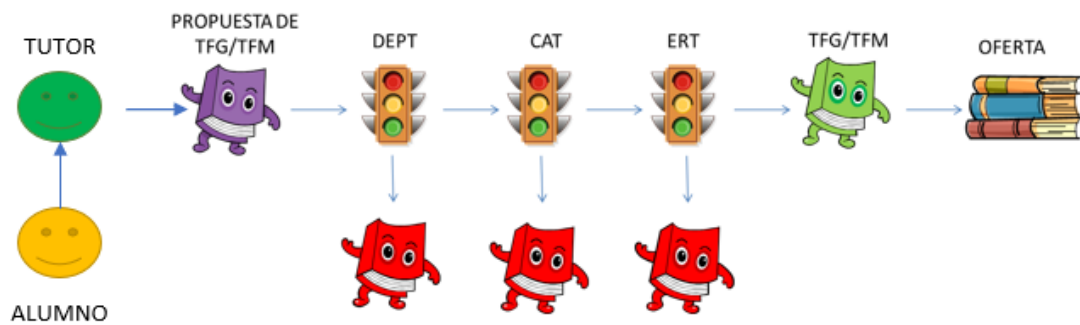 TUTOR
PROPUESTA DE
TFG/TFM
DEPT
CAT
ERT
TFG/TFM
OFERTA
ALUMNO